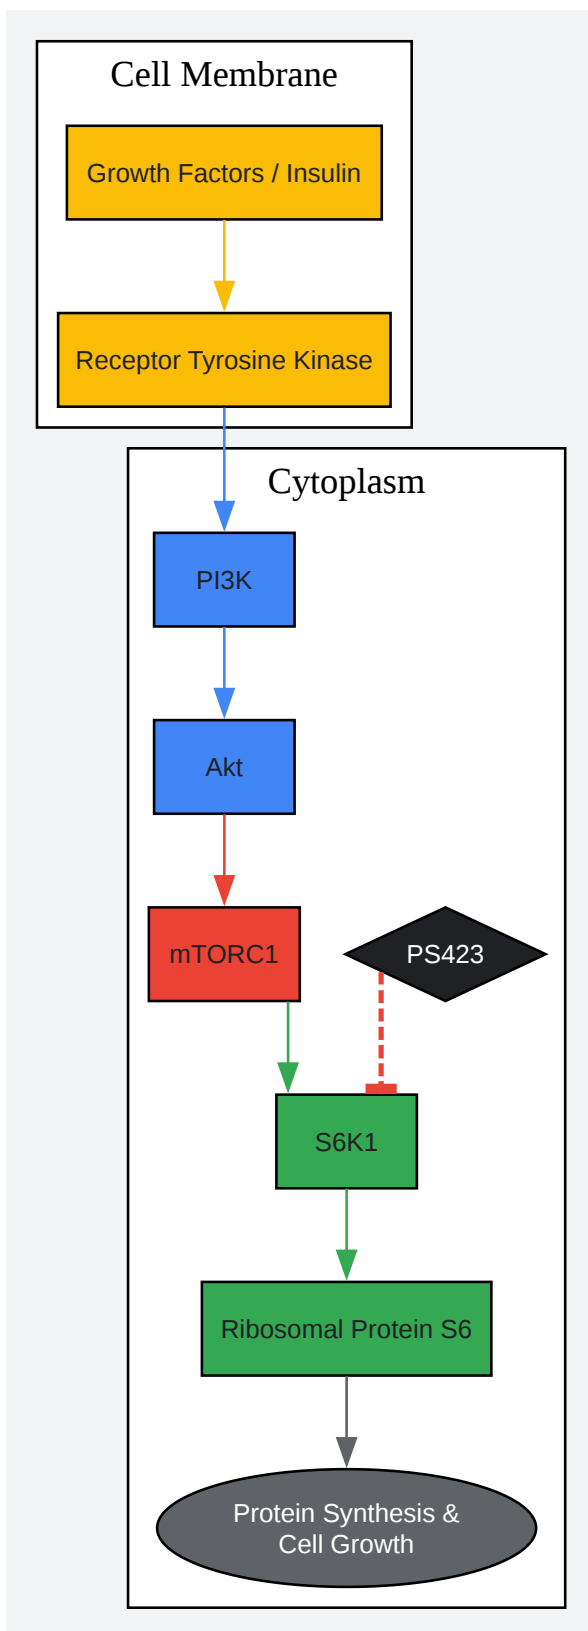 Cell Membrane
Growth Factors / Insulin
Receptor Tyrosine Kinase
Cytoplasm
PI3K
Akt
mTORC1
PS423
S6K1
Ribosomal Protein S6
Protein Synthesis &
Cell Growth